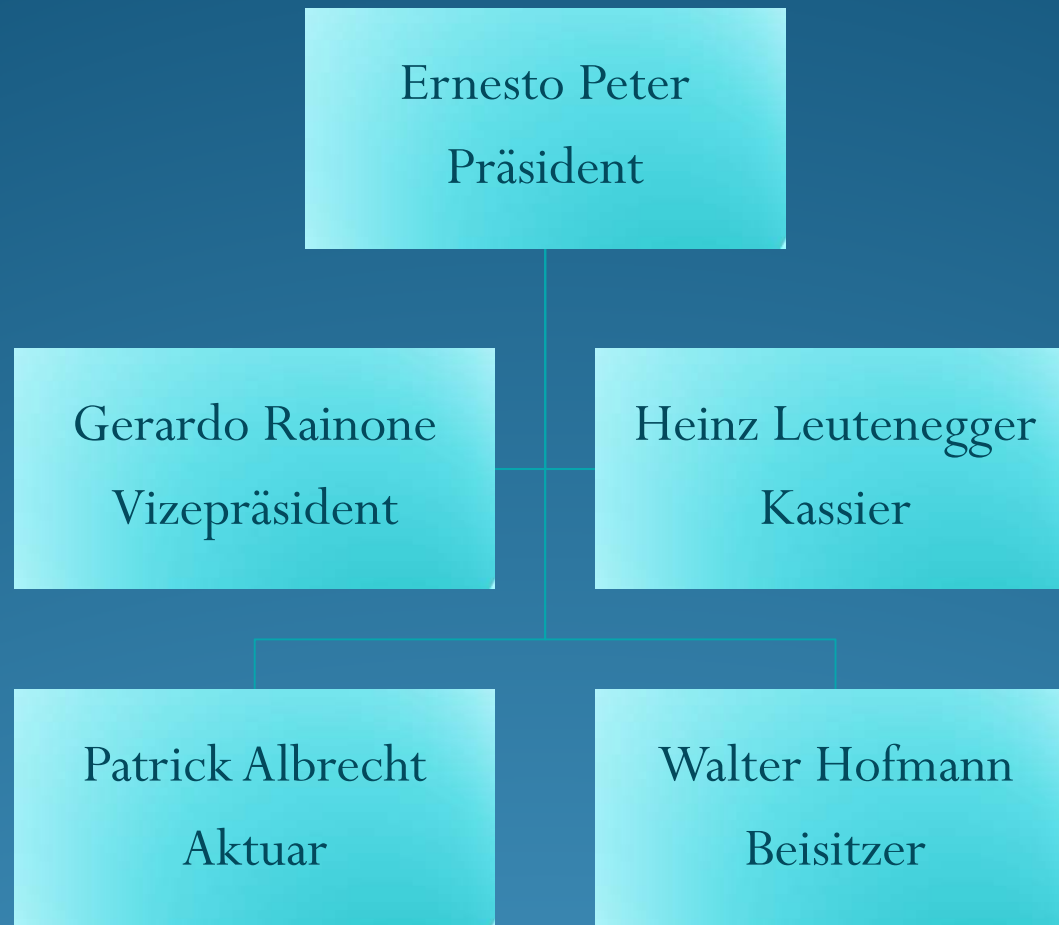 Ernesto Peter
Präsident
Gerardo Rainone
Vizepräsident
Heinz Leutenegger
Kassier
Patrick Albrecht
Aktuar
Walter Hofmann
Beisitzer